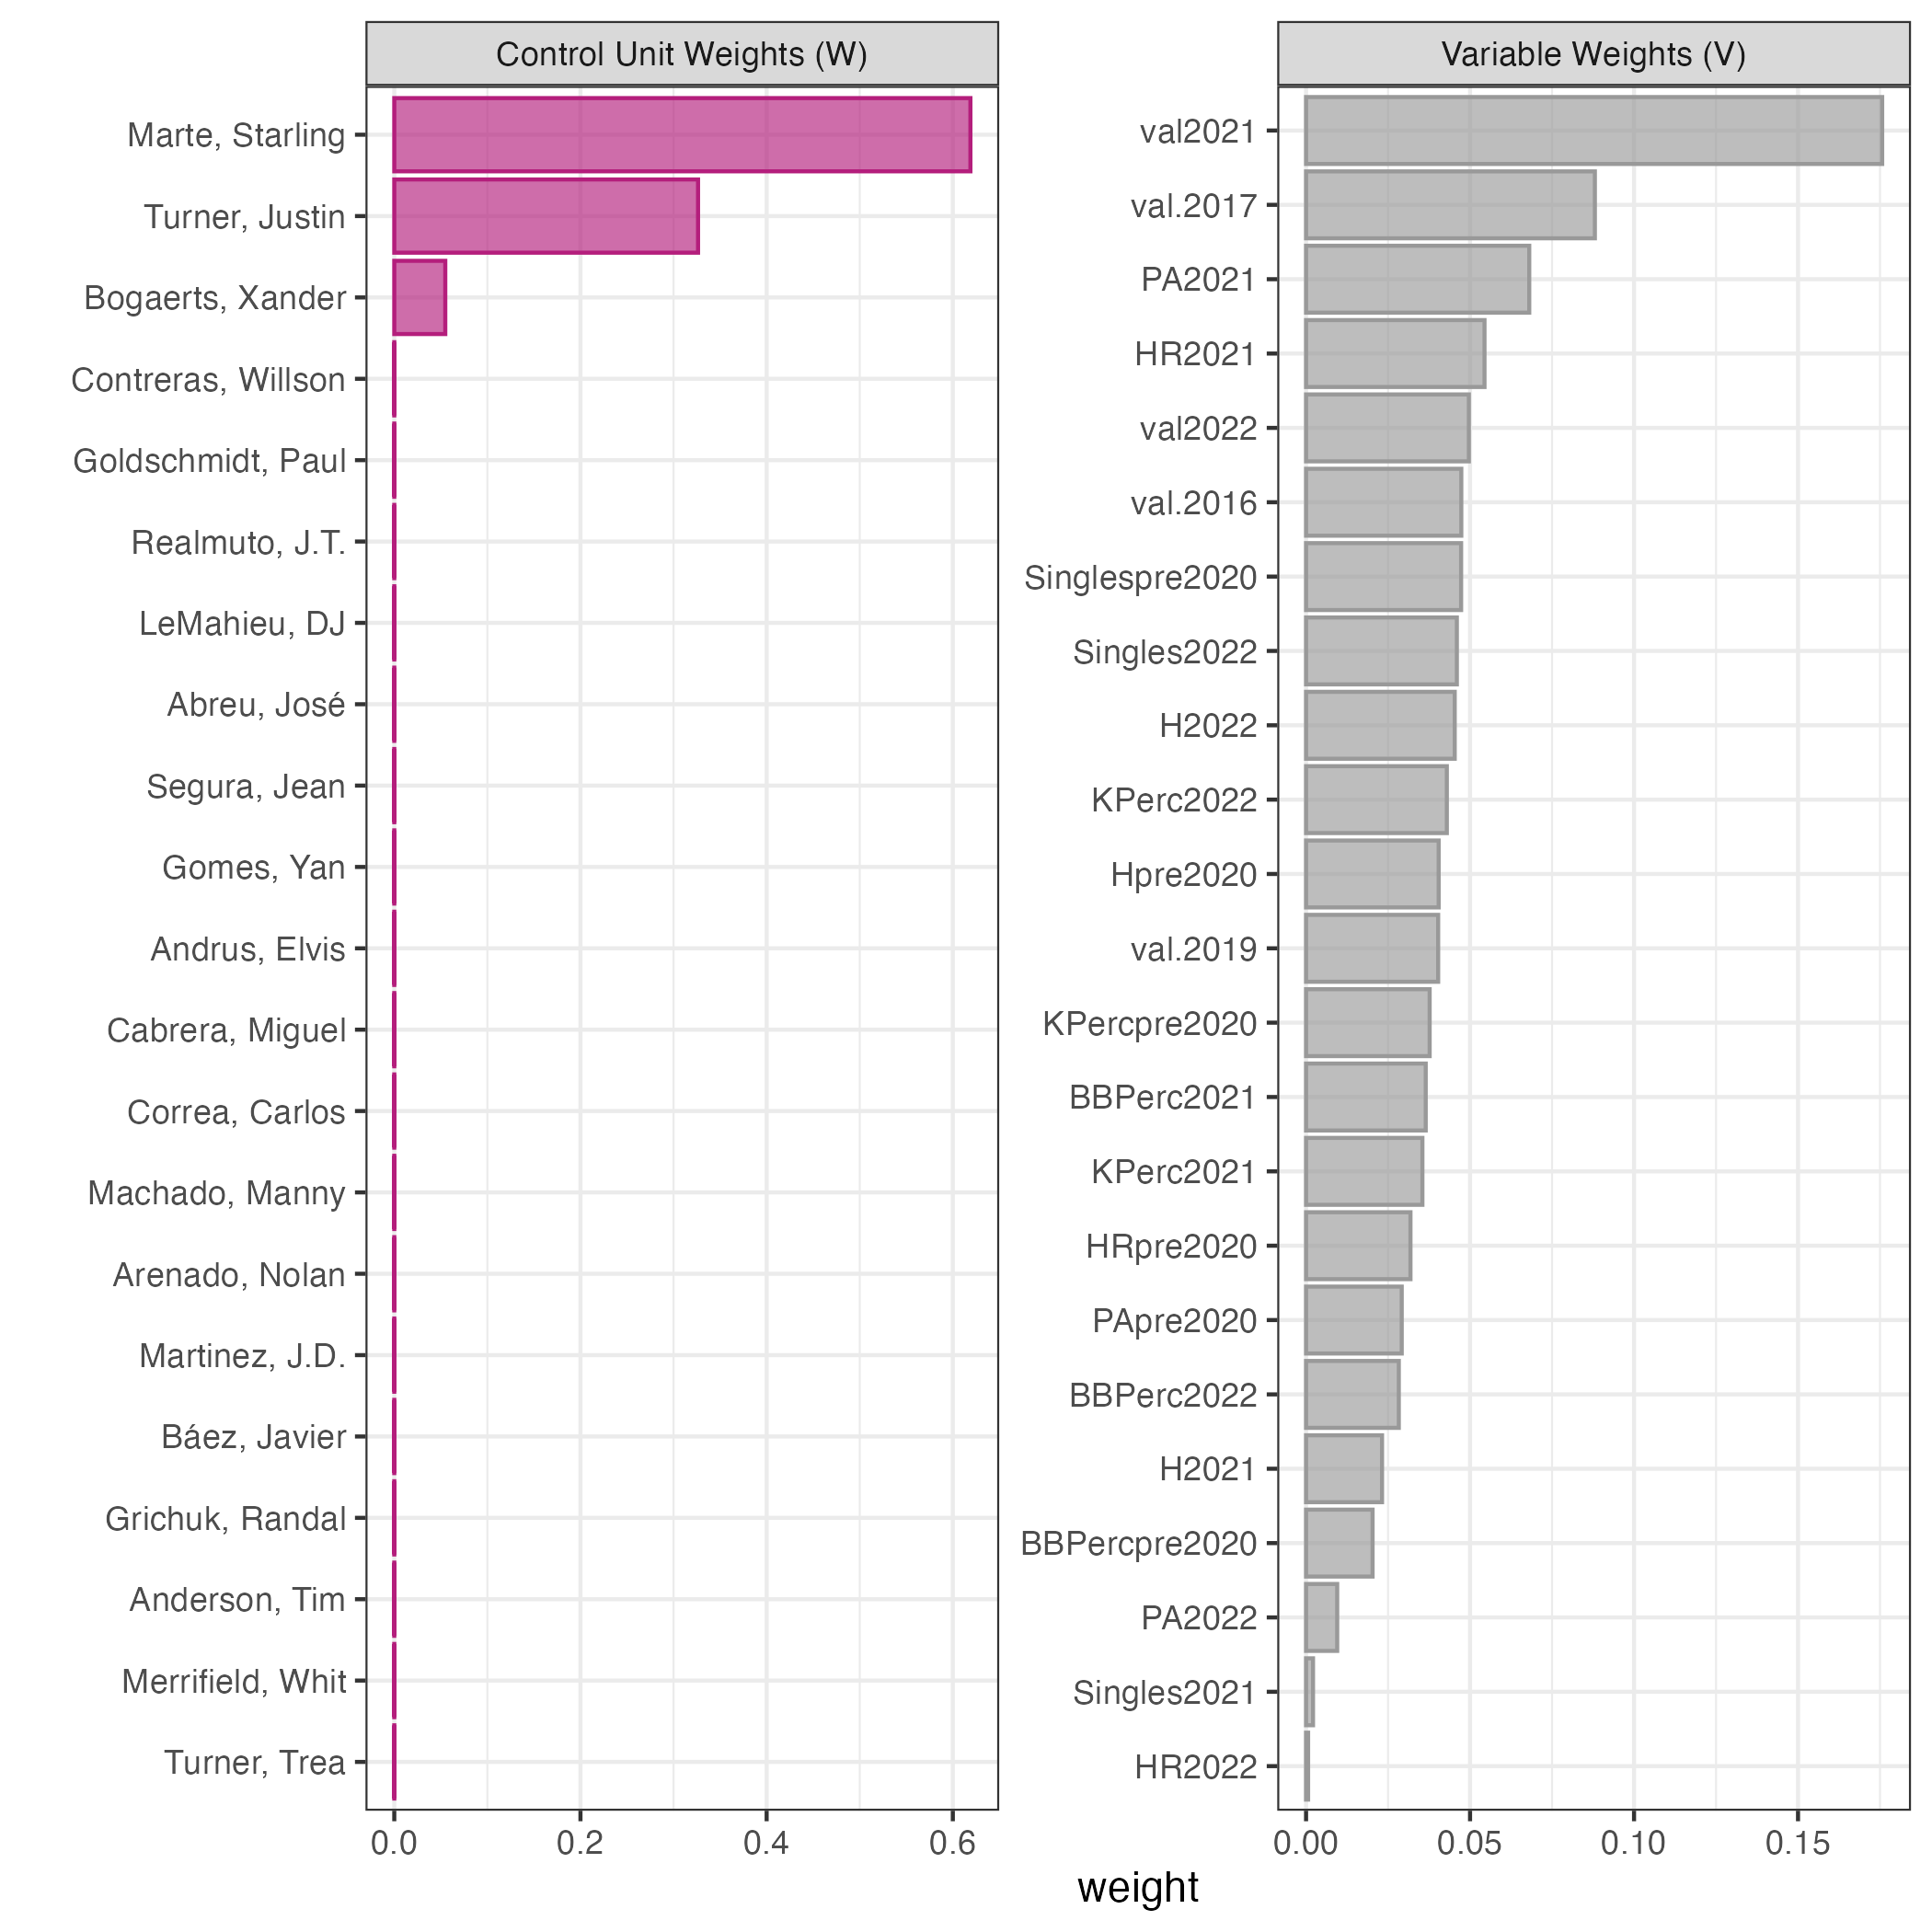 Control Unit Weights (W)
Marte, Starling
Turner, Justin
Bogaerts, Xander
Contreras, Willson
Goldschmidt, Paul
Realmuto, J.T.
LeMahieu, DJ
Abreu, José
Segura, Jean
Gomes, Yan
Andrus, Elvis
Cabrera, Miguel
Correa, Carlos
Machado, Manny
Arenado, Nolan
Martinez, J.D.
Báez, Javier
Grichuk, Randal
Anderson, Tim
Merrifield, Whit
Turner, Trea
0.0 0.2 0.4 0.6
Variable Weights (V)
val2021
val.2017
PA2021
HR2021
val2022
val.2016
Singlespre2020
Singles2022
H2022
KPerc2022
Hpre2020
val.2019
KPercpre2020
BBPerc2021
KPerc2021
HRpre2020
PApre2020
BBPerc2022
H2021
BBPercpre2020
PA2022
Singles2021
HR2022
0.00 0.05 0.10 0.15
weight